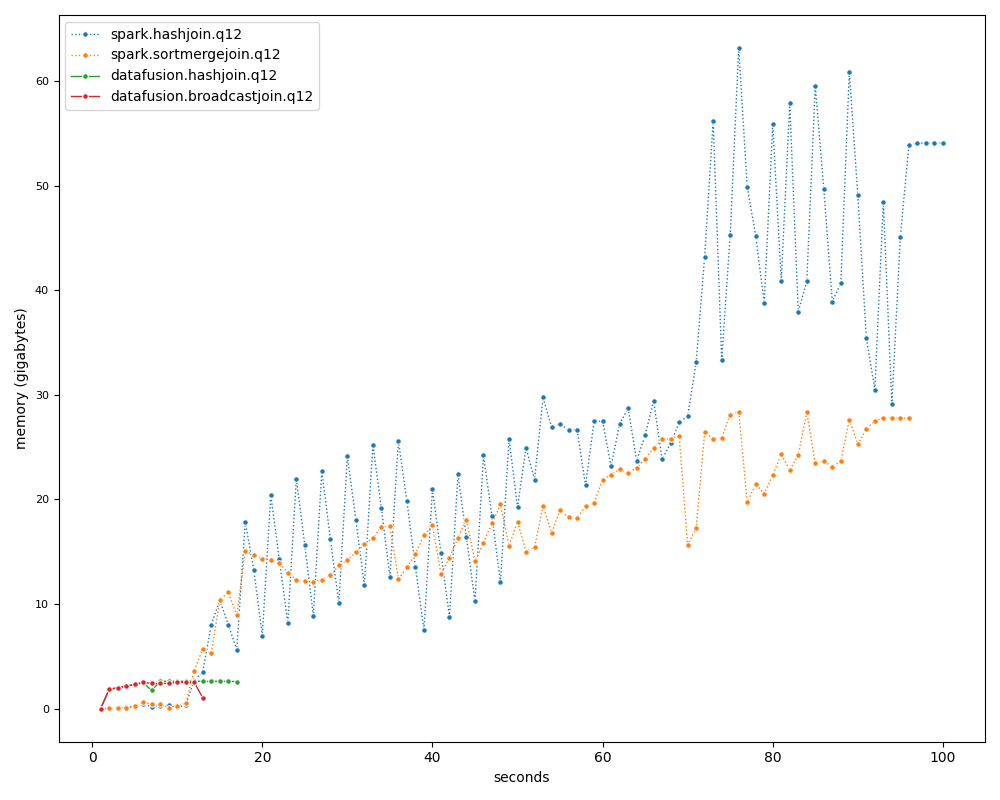 spark.hashjoin.q12
spark.sortmergejoin.q12
datafusion.hashjoin.q12
datafusion.broadcastjoin.q12
60
50
40
30
20
10
0
memory (gigabytes)
0 20 40 60 80 100
seconds